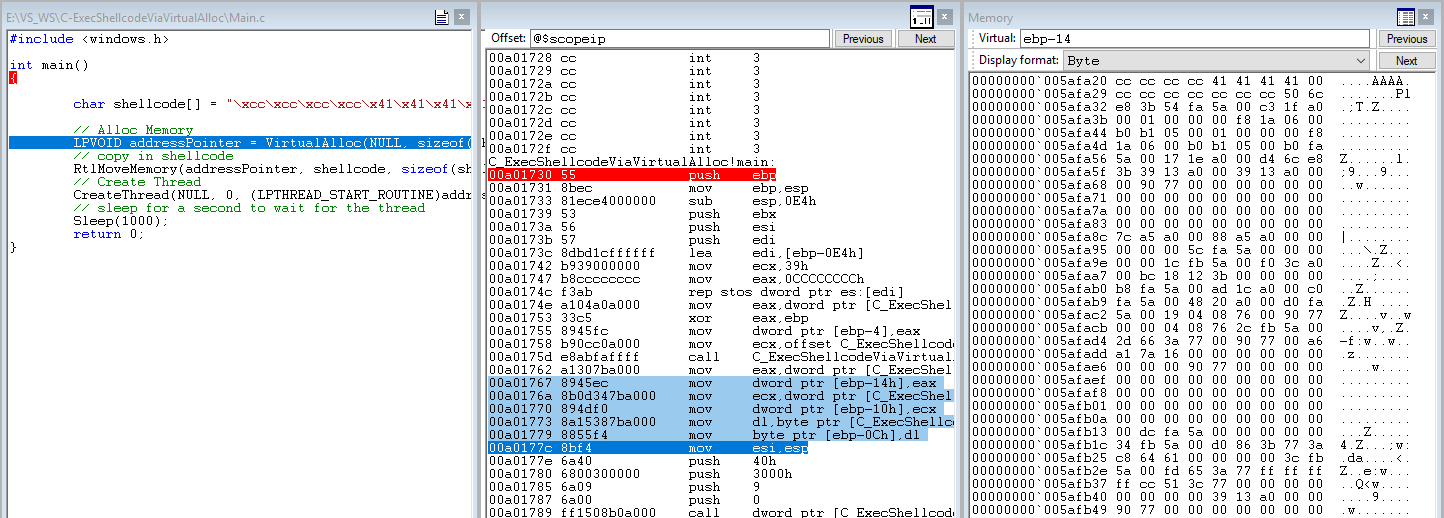 E:\VS_WS\C-ExecShellcodeViaVirtualAlloc\Main.c
#include <windows.h>
int main()
{
char shellcode[] = "\xcc\xcc\xcc\xcc\x41\x41\x41\x
// Alloc Memory
LPVOID addressPointer = VirtualAlloc(NULL, sizeof(
// copy in shellcode
RtlMoveMemory(addressPointer, shellcode, sizeof(sh
// Create Thread
CreateThread(NULL, 0, (LPTHREAD_START_ROUTINE)addre
// sleep for a second to wait for the thread
Sleep(1000);
return 0;
}
Offset: @$scopeip Previous Next
00a01728 cc int 3
00a01729 cc int 3
00a0172a cc int 3
00a0172b cc int 3
00a0172c cc int 3
00a0172d cc int 3
00a0172e cc int 3
00a0172f cc int 3
C_ExecShellcodeViaVirtualAlloc!main:
00a01730 55 push ebp
00a01731 8bec mov ebp,esp
00a01733 81ece4000000 sub esp,0E4h
00a01739 53 push ebx
00a0173a 56 push esi
00a0173b 57 push edi
00a0173c 8dbd1cffffff lea edi,[ebp-0E4h]
00a01742 b939000000 mov ecx,39h
00a01747 b8cccccccc mov eax,0CCCCCCCCh
00a0174c f3ab rep stos dword ptr es:[edi]
00a0174e a104a0a000 mov eax,dword ptr [C_ExecShel
00a01753 33c5 xor eax,ebp
00a01755 8945fc mov dword ptr [ebp-4],eax
00a01758 b90cc0a000 mov ecx,offset C_ExecShellcode
00a0175d e8abfaffff call C_ExecShellcodeViaVirtual
00a01762 a1307ba000 mov eax,dword ptr [C_ExecShel
00a01767 8945ec mov dword ptr [ebp-14h],eax
00a0176a 8b0d347ba000 mov ecx,dword ptr [C_ExecShel
00a01770 894df0 mov dword ptr [ebp-10h],ecx
00a01773 8a15387ba000 mov dl,byte ptr [C_ExecShellco
00a01779 8855f4 mov byte ptr [ebp-0Ch],dl
00a0177c 8bf4 mov esi,esp
00a0177e 6a40 push 40h
00a01780 6800300000 push 3000h
00a01785 6a09 push 9
00a01787 6a00 push 0
00a01789 ff1508b0a000 call dword ptr [C_ExecShellcod
Memory
Virtual: ebp-14 Previous
Display format: Byte Next
00000000`005afa20 cc cc cc cc 41 41 41 41 00 ....AAAA.
00000000`005afa29 cc cc cc cc cc cc cc 50 6c .......Pl
00000000`005afa32 e8 3b 54 fa 5a 00 c3 1f a0 .;T.Z....
00000000`005afa3b 00 01 00 00 00 f8 1a 06 00 .........
00000000`005afa44 b0 b1 05 00 01 00 00 00 f8 .........
00000000`005afa4d 1a 06 00 b0 b1 05 00 b0 fa .........
00000000`005afa56 5a 00 17 1e a0 00 d4 6c e8 Z......l.
00000000`005afa5f 3b 39 13 a0 00 39 13 a0 00 ;9...9...
00000000`005afa68 00 90 77 00 00 00 00 00 00 ..w......
00000000`005afa71 00 00 00 00 00 00 00 00 00 .........
00000000`005afa7a 00 00 00 00 00 00 00 00 00 .........
00000000`005afa83 00 00 00 00 00 00 00 00 00 .........
00000000`005afa8c 7c a5 a0 00 88 a5 a0 00 00 |........
00000000`005afa95 00 00 00 5c fa 5a 00 00 00 ...\.Z...
00000000`005afa9e 00 00 1c fb 5a 00 f0 3c a0 ....Z..<.
00000000`005afaa7 00 bc 18 12 3b 00 00 00 00 ....;....
00000000`005afab0 b8 fa 5a 00 ad 1c a0 00 c0 ..Z......
00000000`005afab9 fa 5a 00 48 20 a0 00 d0 fa .Z.H ....
00000000`005afac2 5a 00 19 04 08 76 00 90 77 Z....v..w
00000000`005afacb 00 00 04 08 76 2c fb 5a 00 ....v,.Z.
00000000`005afad4 2d 66 3a 77 00 90 77 00 a6 -f:w..w..
00000000`005afadd a1 7a 16 00 00 00 00 00 00 .z.......
00000000`005afae6 00 00 00 90 77 00 00 00 00 ....w....
00000000`005afaef 00 00 00 00 00 00 00 00 00 .........
00000000`005afaf8 00 00 00 00 00 00 00 00 00 .........
00000000`005afb01 00 00 00 00 00 00 00 00 00 .........
00000000`005afb0a 00 00 00 00 00 00 00 00 00 .........
00000000`005afb13 00 dc fa 5a 00 00 00 00 00 ...Z.....
00000000`005afb1c 34 fb 5a 00 d0 86 3b 77 3a 4.Z...;w:
00000000`005afb25 c8 64 61 00 00 00 00 3c fb .da....<.
00000000`005afb2e 5a 00 fd 65 3a 77 ff ff ff Z..e:w...
00000000`005afb37 ff cc 51 3c 77 00 00 00 00 ..Q<w....
00000000`005afb40 00 00 00 00 39 13 a0 00 00 ....9....
00000000`005afb49 90 77 00 00 00 00 00 00 00 .w.......